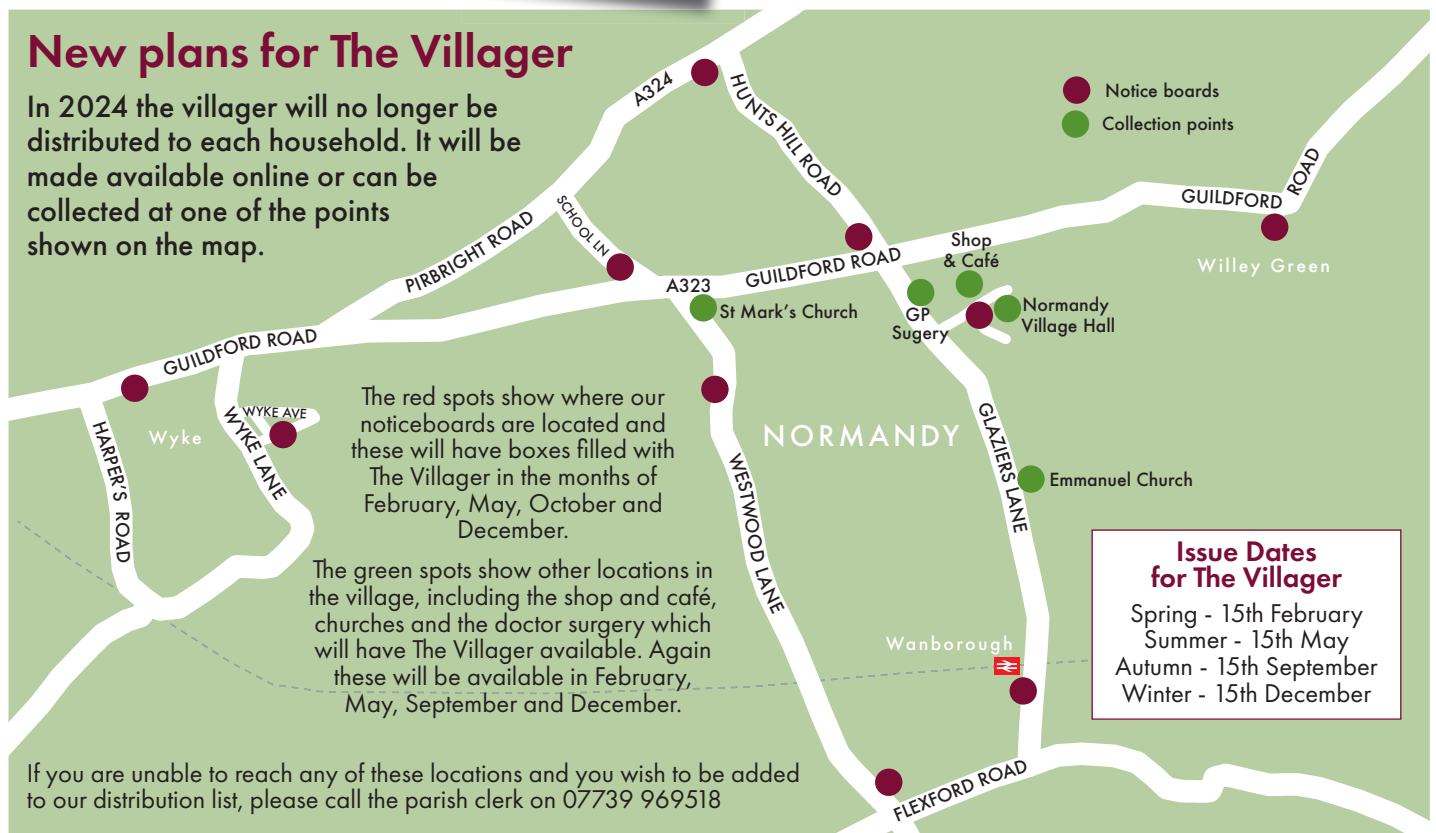 New plans for The Villager
In 2024 the villager will no longer be
distributed to each household. It will be
made available online or can be
collected at one of the points
shown on the map.
A324
HUNTS HILL ROAD
Notice boards
Collection points
GUILDFORD
ROAD
Willey Green
SCHOOL LN
PIRBRIGHT ROAD
A323
GUILDFORD ROAD
Shop
& Café
St Mark's Church
GP
Sugery
Normandy
Village Hall
GUILDFORD ROAD
WYKE AVE
Wyke
WYKE LANE
HARPER'S ROAD
The red spots show where our
noticeboards are located and
these will have boxes filled with
The Villager in the months of
February, May, October and
December.
The green spots show other locations in
the village, including the shop and café,
churches and the doctor surgery which
will have The Villager available. Again
these will be available in February,
May, September and December.
NORMANDY
WESTWOOD LANE
GLAZIERS LANE
Emmanuel Church
Wanborough
Issue Dates
for The Villager
Spring - 15th February
Summer - 15th May
Autumn - 15th September
Winter - 15th December
FLEXFORD ROAD
If you are unable to reach any of these locations and you wish to be added
to our distribution list, please call the parish clerk on 07739 969518